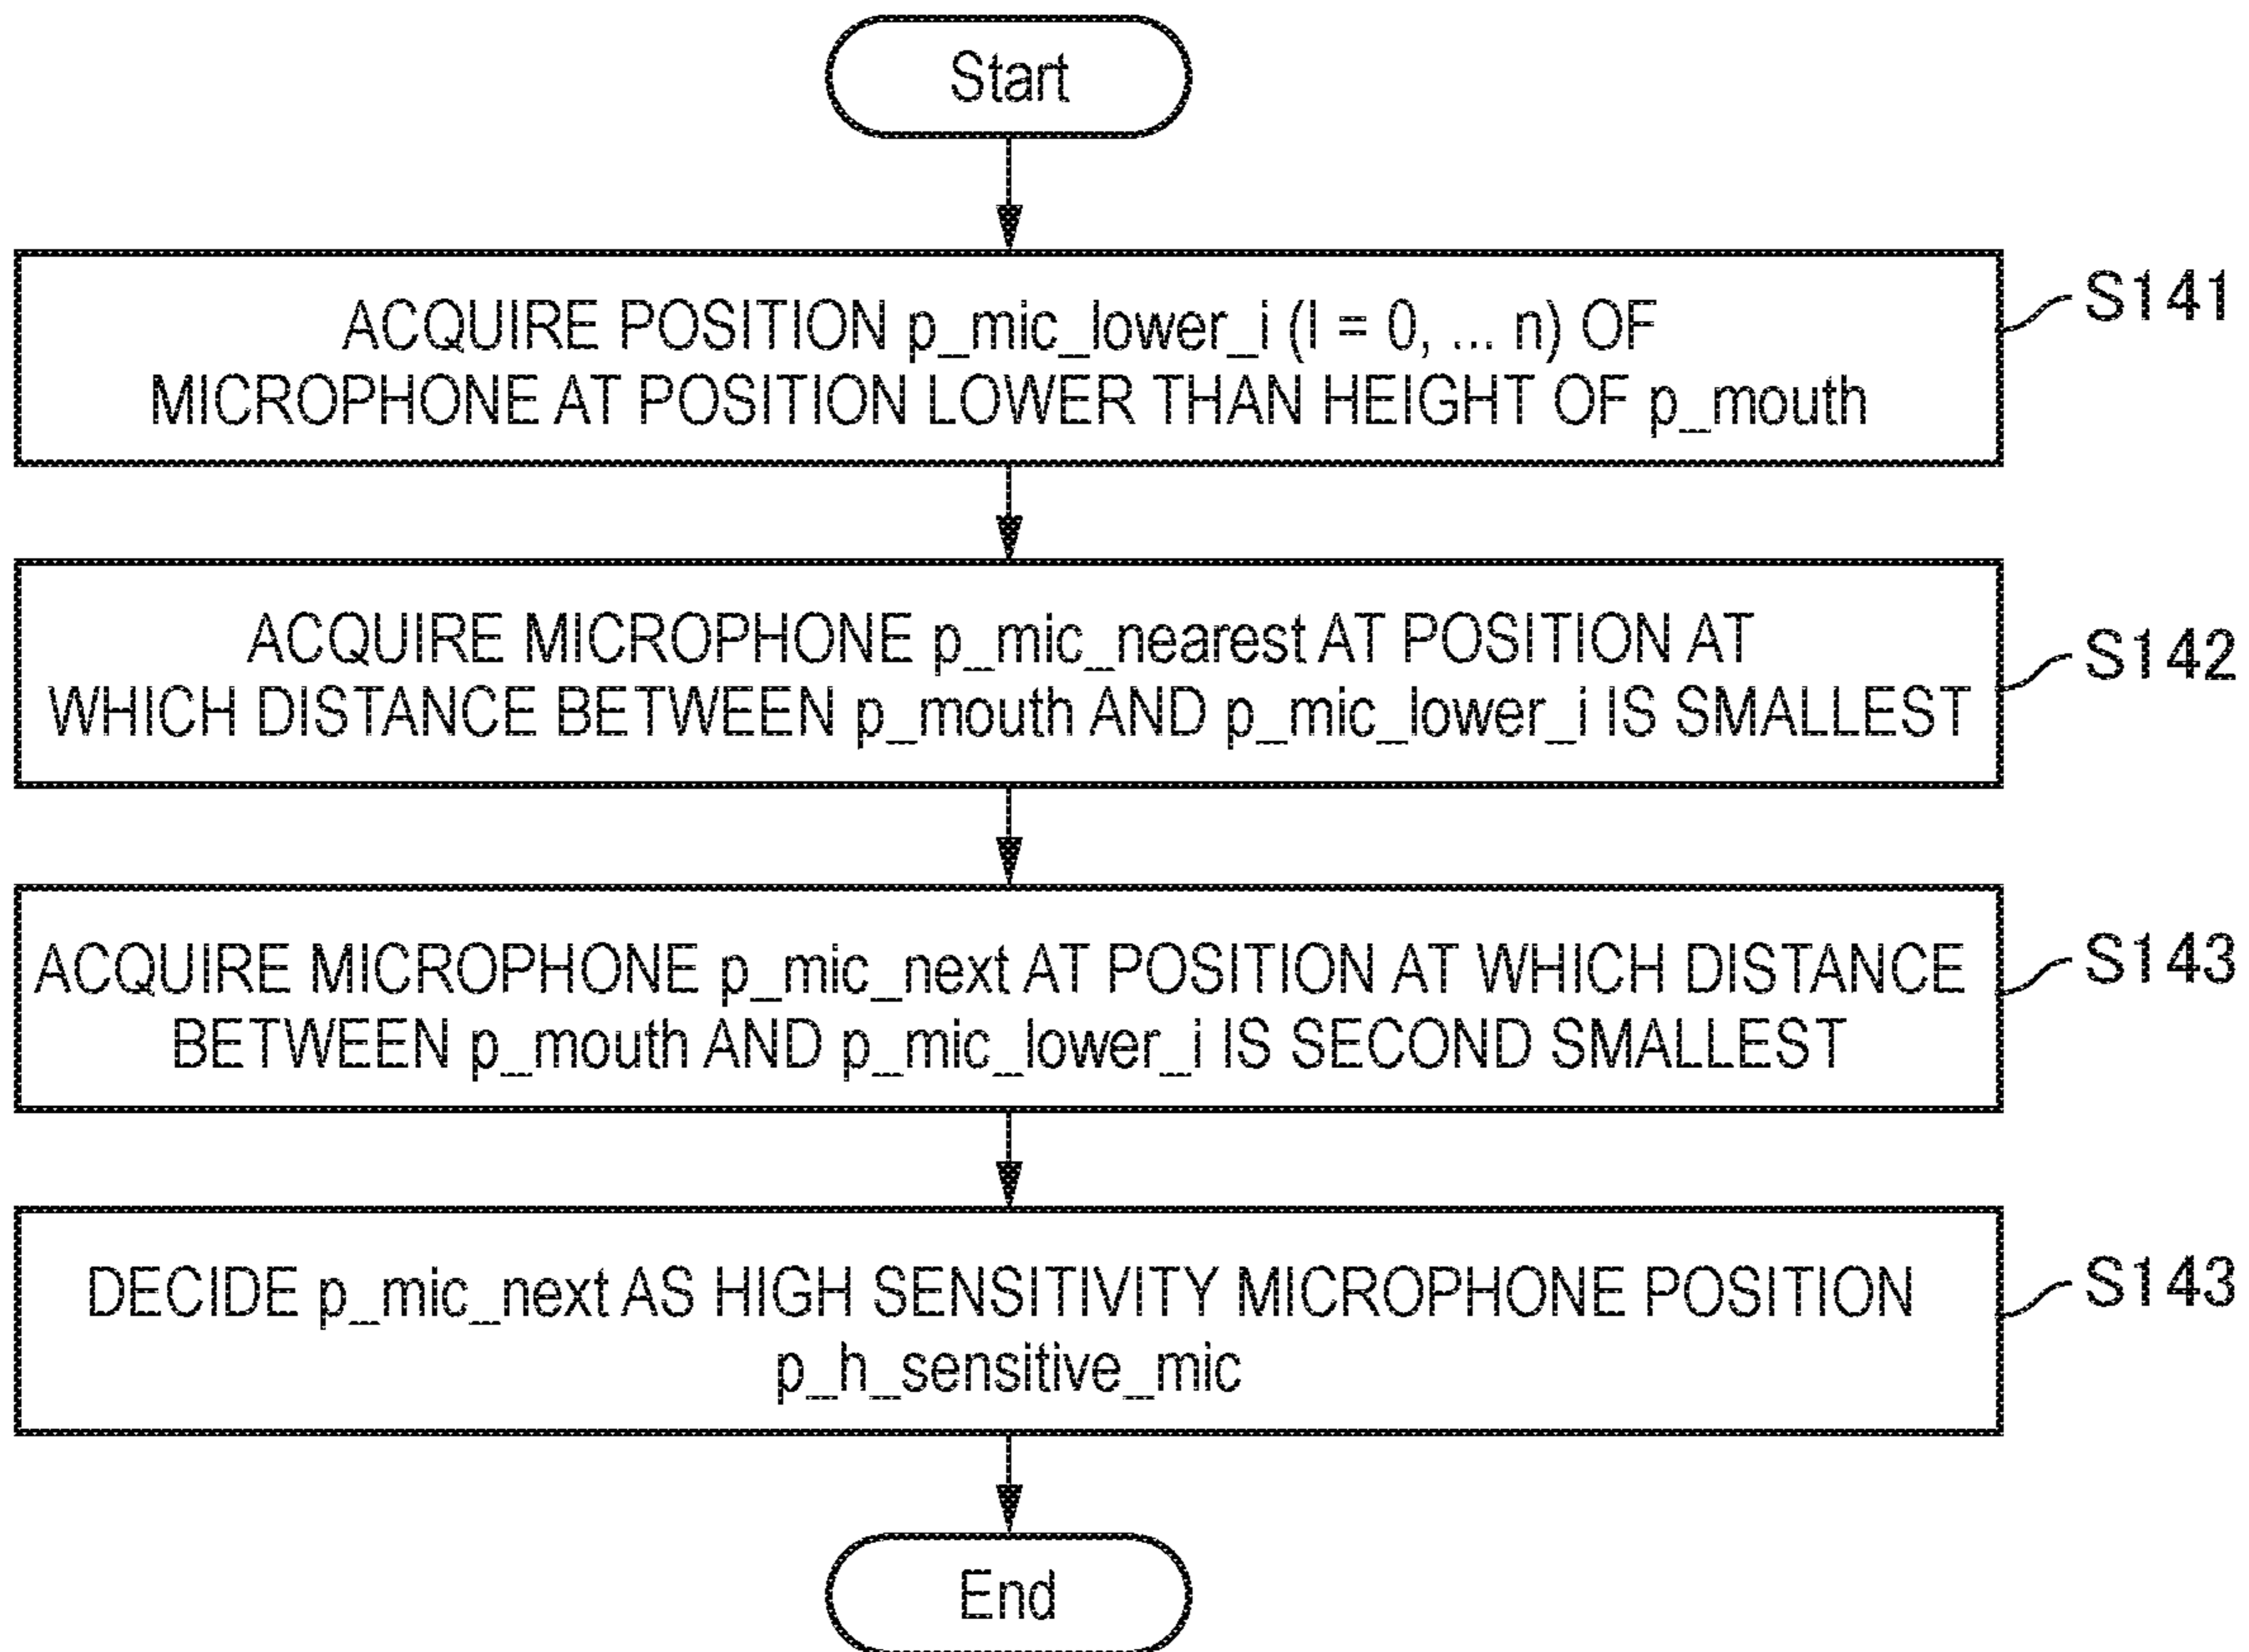 Start
ACQUIRE POSITION p_mic_lower_i (I = 0, ... n) OF
MICROPHONE AT POSITION LOWER THAN HEIGHT OF p_mouth
S141
ACQUIRE MICROPHONE p_mic_nearest AT POSITION AT
WHICH DISTANCE BETWEEN p_mouth AND p_mic_lower_i IS SMALLEST
S142
ACQUIRE MICROPHONE p_mic_next AT POSITION AT WHICH DISTANCE
BETWEEN p_mouth AND p_mic_lower_i IS SECOND SMALLEST
S143
DECIDE p_mic_next AS HIGH SENSITIVITY MICROPHONE POSITION
p_h_sensitive_mic
S143
End